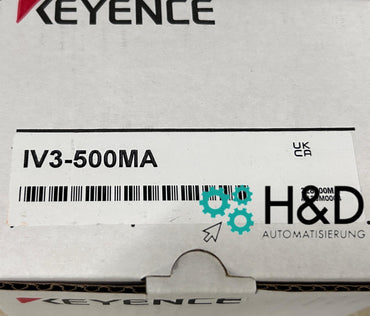 KEYENCE
IV3-500MA
UK
CA
H&D.
AUTOMATISIERUNG
KEYENCE